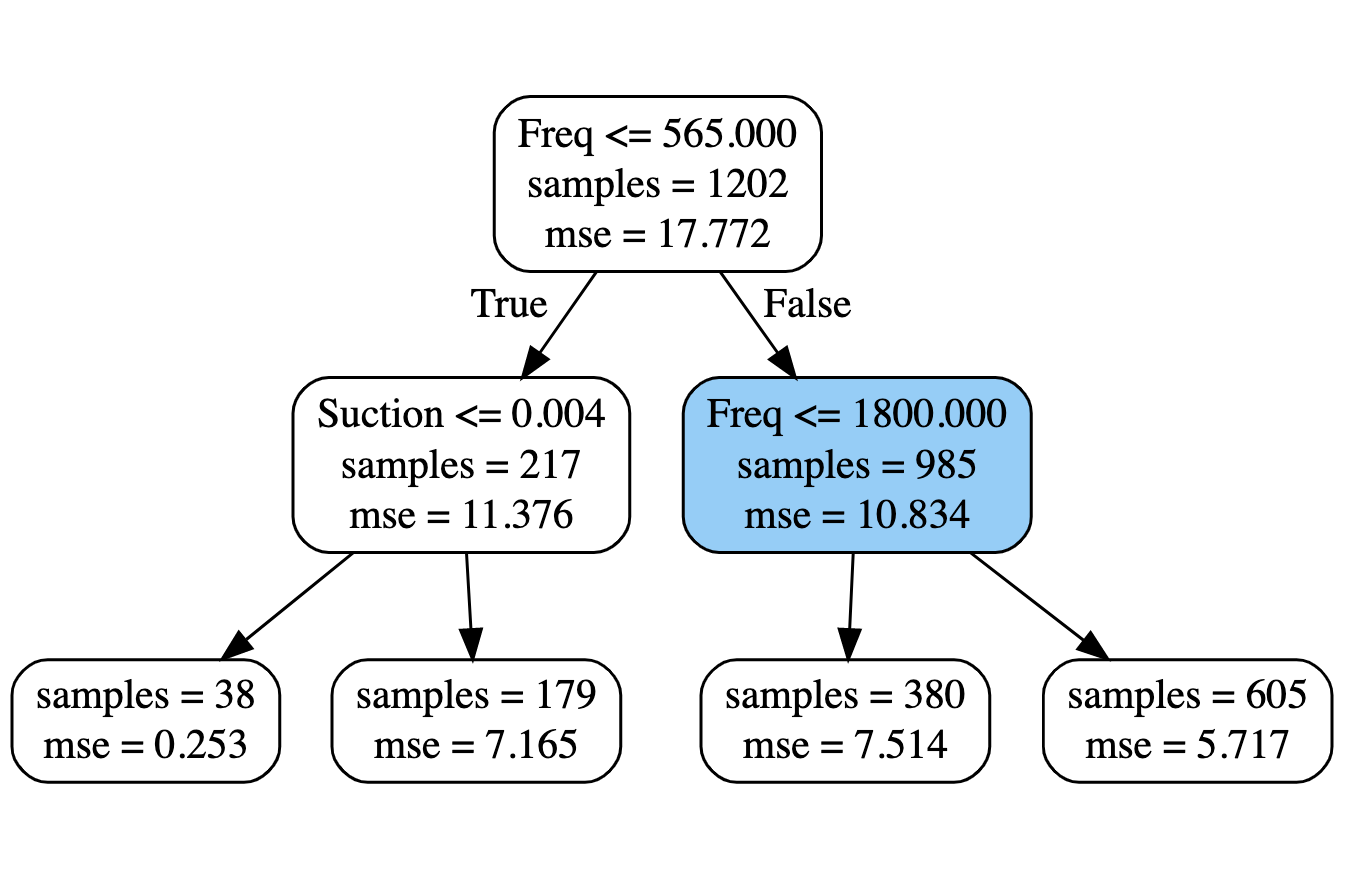 Freq <= 565.000
samples = 1202
mse = 17.772
True
False
Suction <= 0.004
samples = 217
mse = 11.376
Freq <= 1800.000
samples = 985
mse = 10.834
samples = 38
mse = 0.253
samples = 179
mse = 7.165
samples = 380
mse = 7.514
samples = 605
mse = 5.717